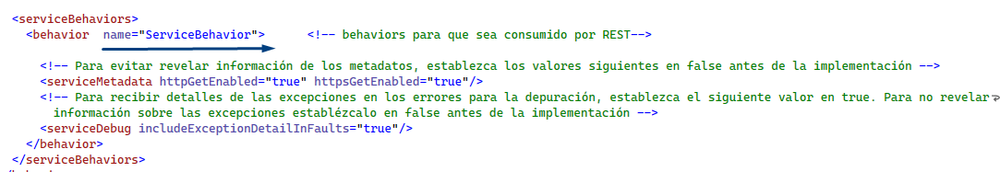 <serviceBehaviors>
<behavior  name="ServiceBehavior">      <!-- behaviors para que sea consumido por REST-->
<!-- Para evitar revelar información de los metadatos, establezca los valores siguientes en false antes de la implementación -->
<serviceMetadata httpGetEnabled="true" httpsGetEnabled="true"/>
<!-- Para recibir detalles de las excepciones en los errores para la depuración, establezca el siguiente valor en true. Para no revelar
información sobre las excepciones establézcalo en false antes de la implementación -->
<serviceDebug includeExceptionDetailInFaults="true"/>
</behavior>
</serviceBehaviors>